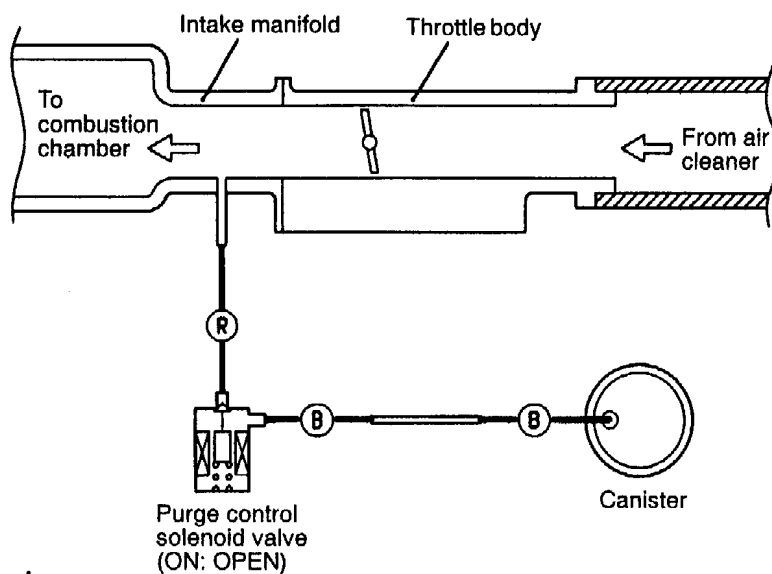 Intake manifold
Throttle body
To
combustion
chamber
From air
cleaner
R
B
B
Purge control
solenoid valve
(ON: OPEN)
Canister